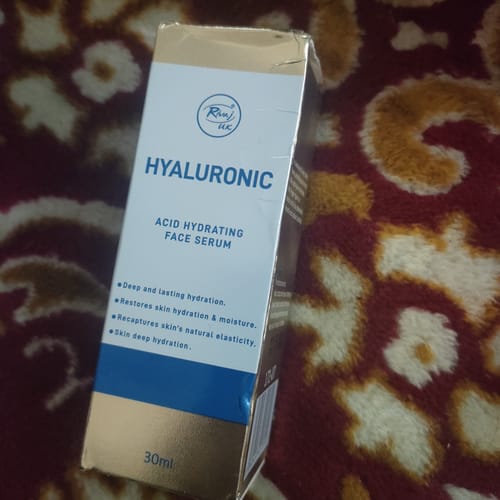 Rivaj
UK
HYALURONIC
ACID HYDRATING
FACE SERUM
Deep and lasting hydration.
Restores skin hydration & moisture.
Recaptures skin's natural elasticity.
Skin deep hydration.
30ml